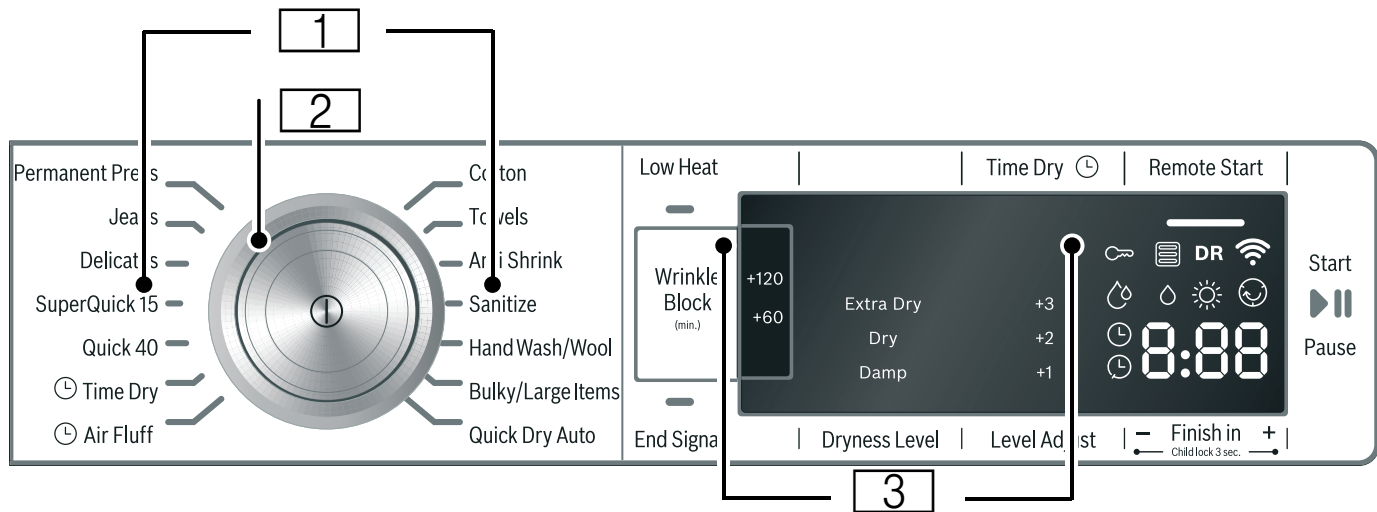 1
2
Permanent Press
Jeans
Delicates
SuperQuick 15
Quick 40
Time Dry
Air Fluff
Cotton
Towels
Anti Shrink
Sanitize
Hand Wash/Wool
Bulky/Large Items
Quick Dry Auto
Low Heat
Time Dry
Remote Start
Wrinkle
Block
(min.)
+120
+60
Extra Dry
Dry
Damp
+3
+2
+1
DR
8:88
Start
Pause
End Signal
Dryness Level
Level Adjust
− Finish in +
Child lock 3 sec.
3